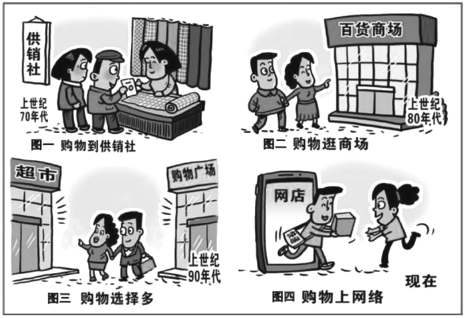 供销社
上世纪
70年代
图一 购物到供销社
百货商场
上世纪
80年代
图二 购物逛商场
超市
购物广场
上世纪
90年代
图三 购物选择多
网店
现在
图四 购物上网络